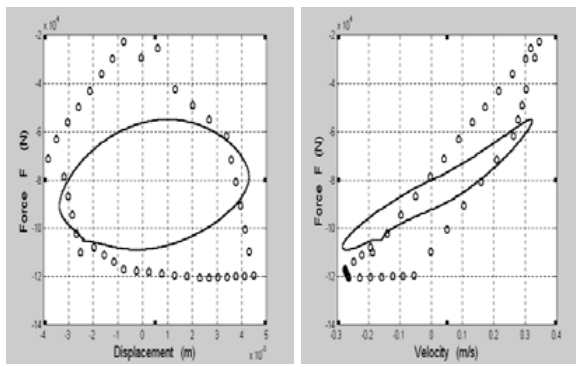 x 10⁴
-2
-4
-6
-8
-10
-12
-14
Force F (N)
-4 -3 -2 -1 0 1 2 3 4 5
Displacement (m)
x 10
x 10⁴
-2
-4
-6
-8
-10
-12
-14
Force F (N)
-0.3 -0.2 -0.1 0 0.1 0.2 0.3 0.4
Velocity (m/s)